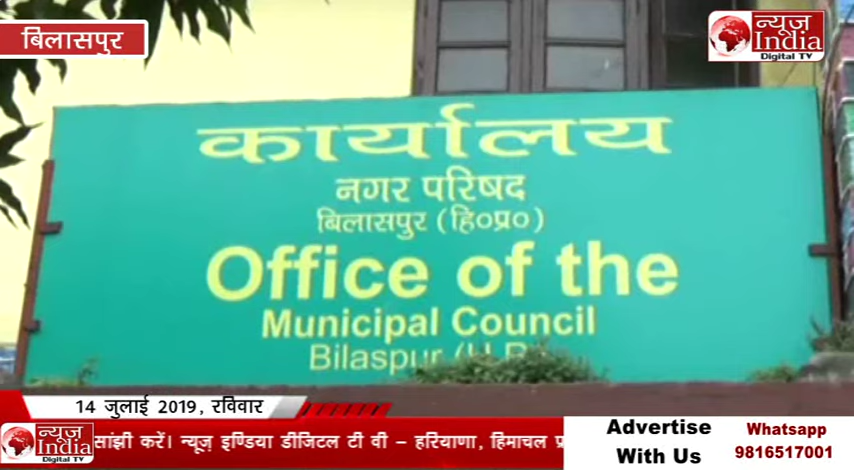 बिलासपुर
न्यूज़
India
Digital TV
कार्यालय
नगर परिषद
बिलासपुर (हि०प्र०)
Office of the
Municipal Council
Bilaspur (H.P.)
14 जुलाई 2019, रविवार
न्यूज़
India
Digital TV
सांझी करें। न्यूज़ इण्डिया डीजिटल टी वी – हरियाणा, हिमाचल प्र
Advertise
With Us
Whatsapp
9816517001